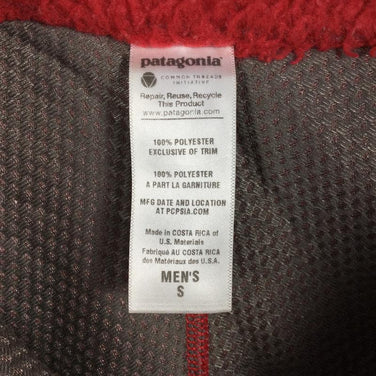 patagonia
COMMON THREADS
INITIATIVE
Repair, Reuse, Recycle
This Product
www.patagonia.com
100% POLYESTER
EXCLUSIVE OF TRIM
100% POLYESTER
A PART LA GARNITURE
MFG DATE AND LOCATION
AT PCPSIA.COM
Made in COSTA RICA of
U.S. Materials
Fabriqué AU COSTA RICA
des Matériaux des U.S.A.
MEN'S
S